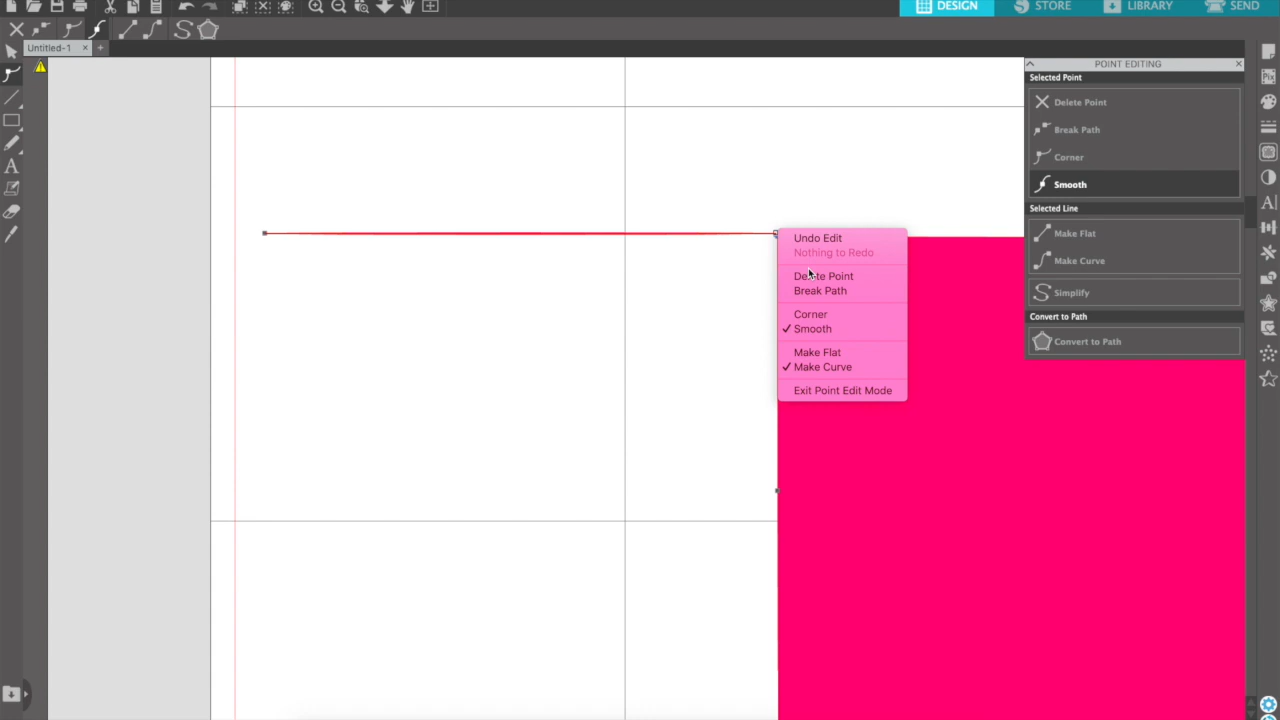 DESIGN
STORE
LIBRARY
SEND
Untitled-1
POINT EDITING
Selected Point
Delete Point
Break Path
Corner
Smooth
Selected Line
Make Flat
Make Curve
Simplify
Convert to Path
Convert to Path
Undo Edit
Nothing to Redo
Delete Point
Break Path
Corner
Smooth
Make Flat
Make Curve
Exit Point Edit Mode